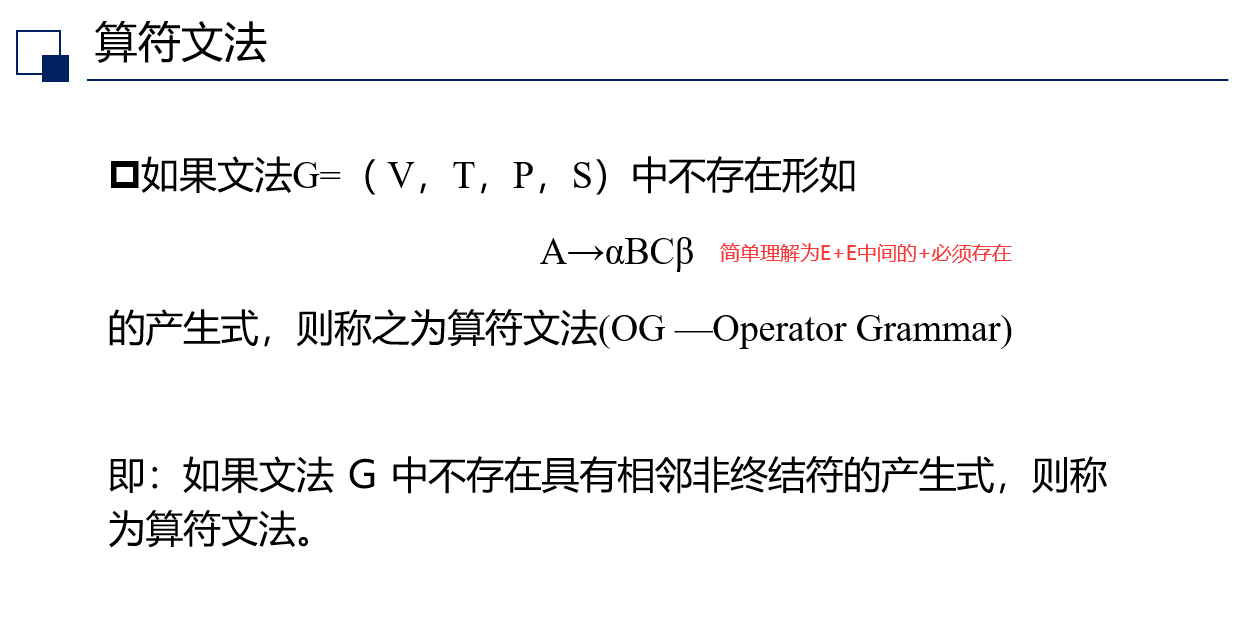 算符文法
如果文法G=（ V，T，P，S）中不存在形如
A→αBCβ 简单理解为E+E中间的+必须存在
的产生式，则称之为算符文法(OG —Operator Grammar)
即：如果文法 G 中不存在具有相邻非终结符的产生式，则称
为算符文法。